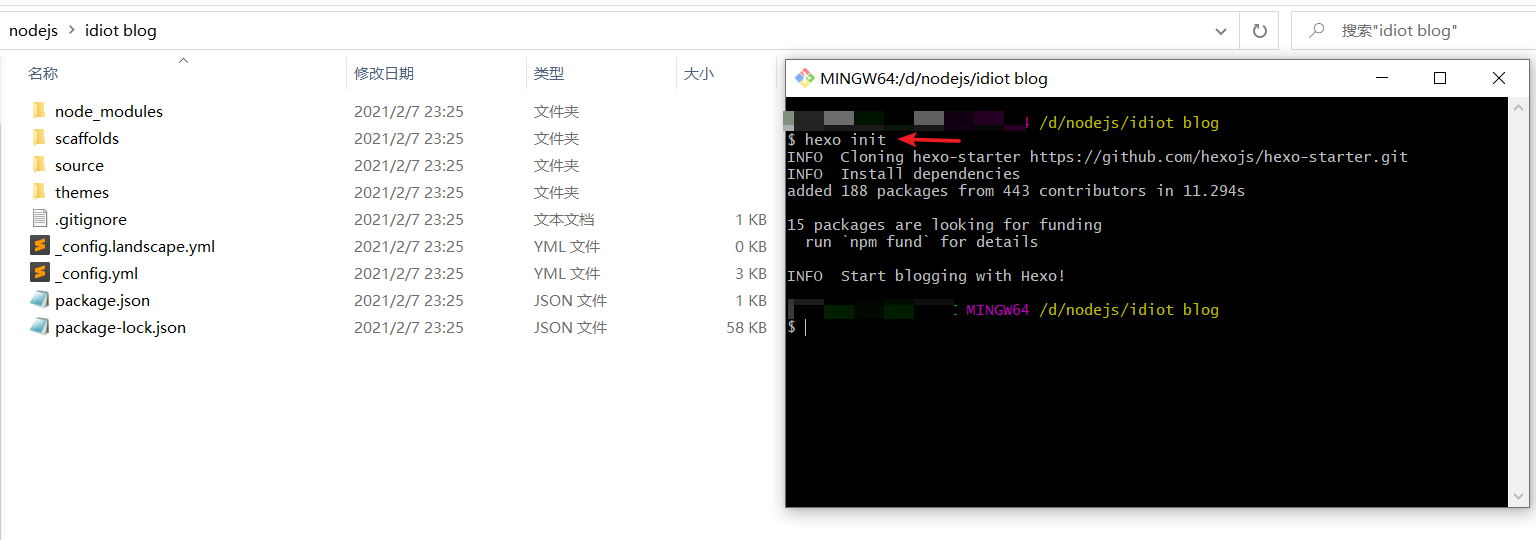 nodejs > idiot blog
搜索"idiot blog"
名称 修改日期 类型 大小
node_modules 2021/2/7 23:25 文件夹
scaffolds 2021/2/7 23:25 文件夹
source 2021/2/7 23:25 文件夹
themes 2021/2/7 23:25 文件夹
.gitignore 2021/2/7 23:25 文本文档 1 KB
_config.landscape.yml 2021/2/7 23:25 YML 文件 0 KB
_config.yml 2021/2/7 23:25 YML 文件 3 KB
package.json 2021/2/7 23:25 JSON 文件 1 KB
package-lock.json 2021/2/7 23:25 JSON 文件 58 KB
MINGW64:/d/nodejs/idiot blog
/d/nodejs/idiot blog
$ hexo init
INFO  Cloning hexo-starter https://github.com/hexojs/hexo-starter.git
INFO  Install dependencies
added 188 packages from 443 contributors in 11.294s
15 packages are looking for funding
  run `npm fund` for details
INFO  Start blogging with Hexo!
MINGW64 /d/nodejs/idiot blog
$